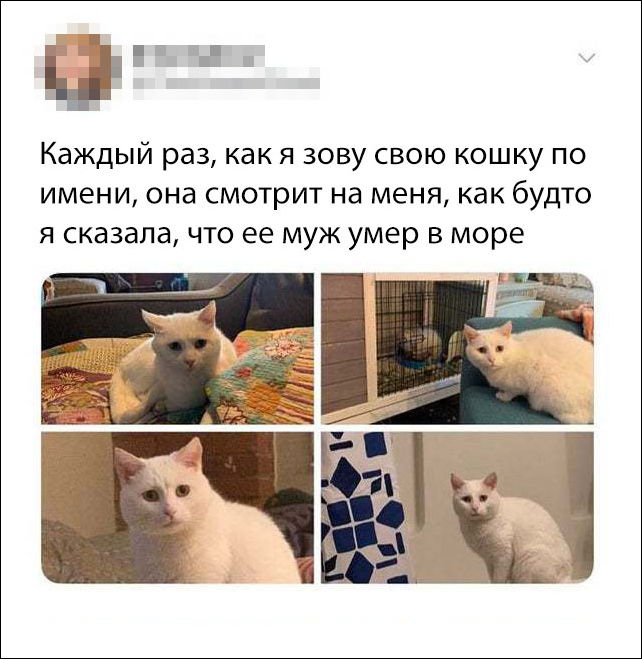 Каждый раз, как я зову свою кошку по
имени, она смотрит на меня, как будто
я сказала, что ее муж умер в море